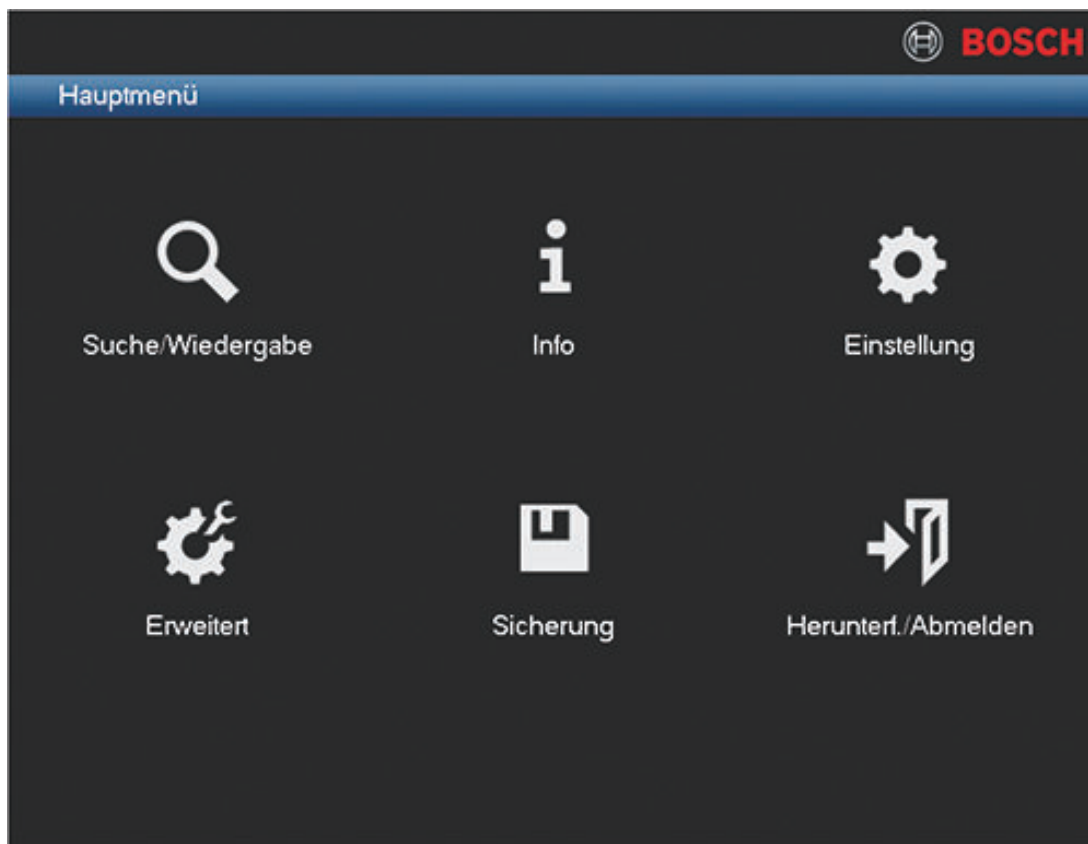 BOSCH
Hauptmenü
Suche/Wiedergabe
Info
Einstellung
Erweitert
Sicherung
Herunterf./Abmelden